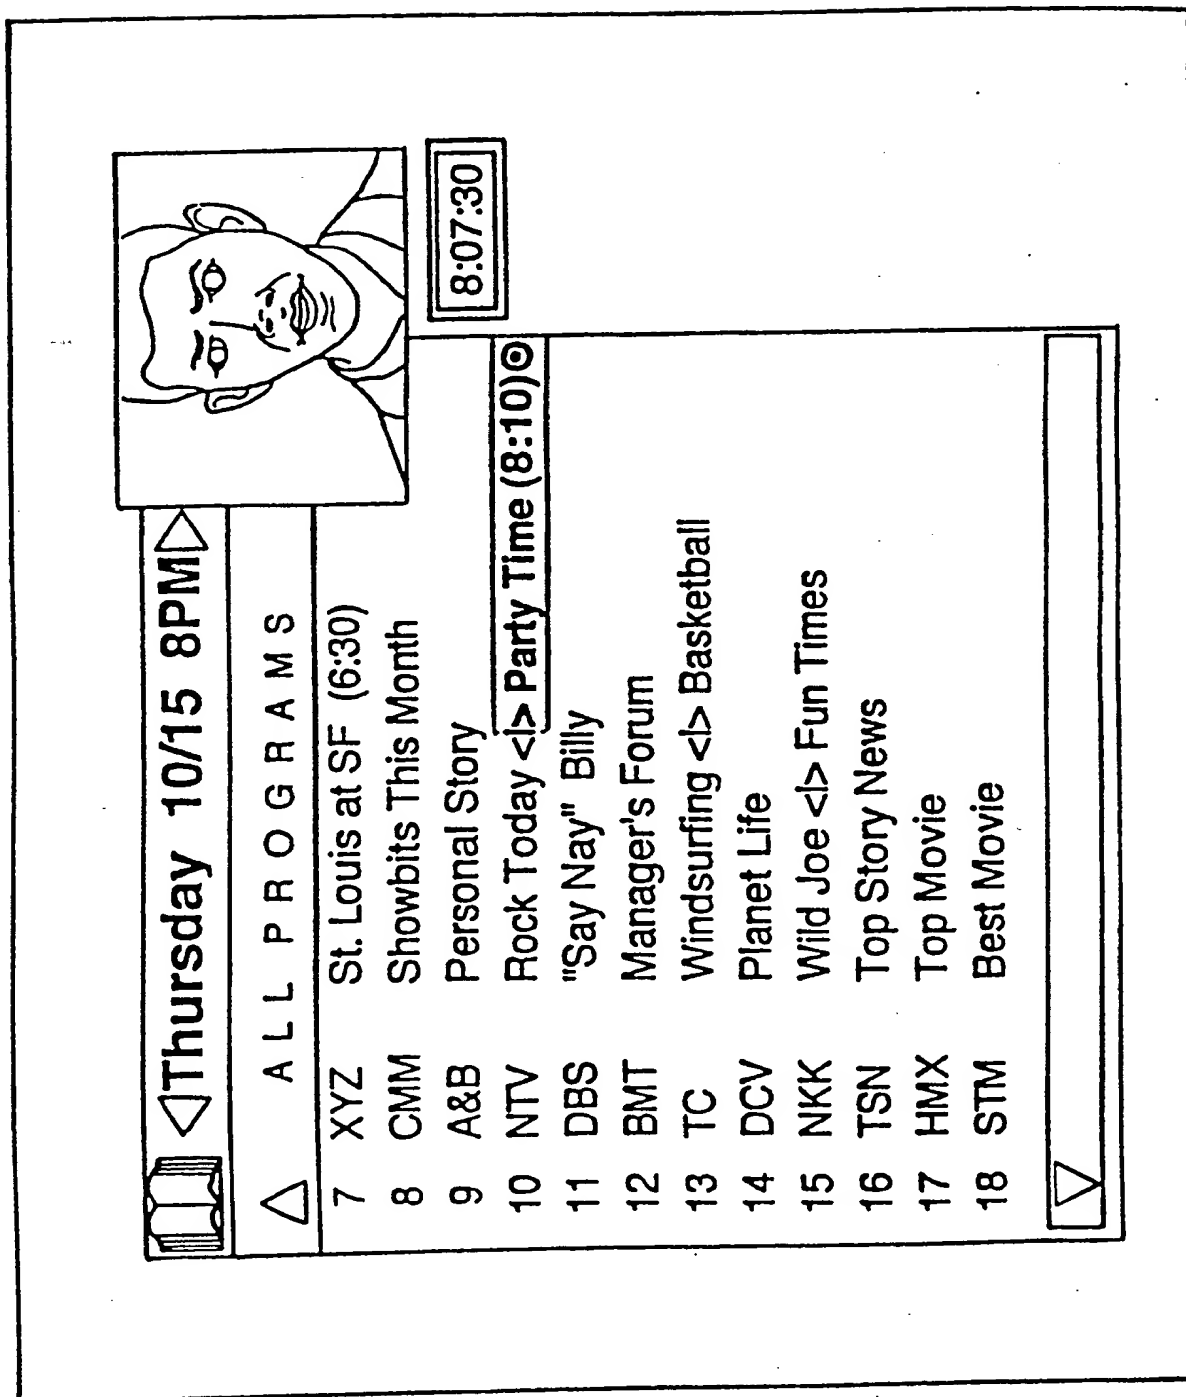 ◁Thursday 10/15 8PM▷
△ ALL PROGRAMS
8:07:30
7 XYZ St. Louis at SF (6:30)
8 CMM Showbits This Month
9 A&B Personal Story
10 NTV Rock Today <|> Party Time (8:10)⊙
11 DBS "Say Nay" Billy
12 BMT Manager's Forum
13 TC Windsurfing <|> Basketball
14 DCV Planet Life
15 NKK Wild Joe <|> Fun Times
16 TSN Top Story News
17 HMX Top Movie
18 STM Best Movie
▽